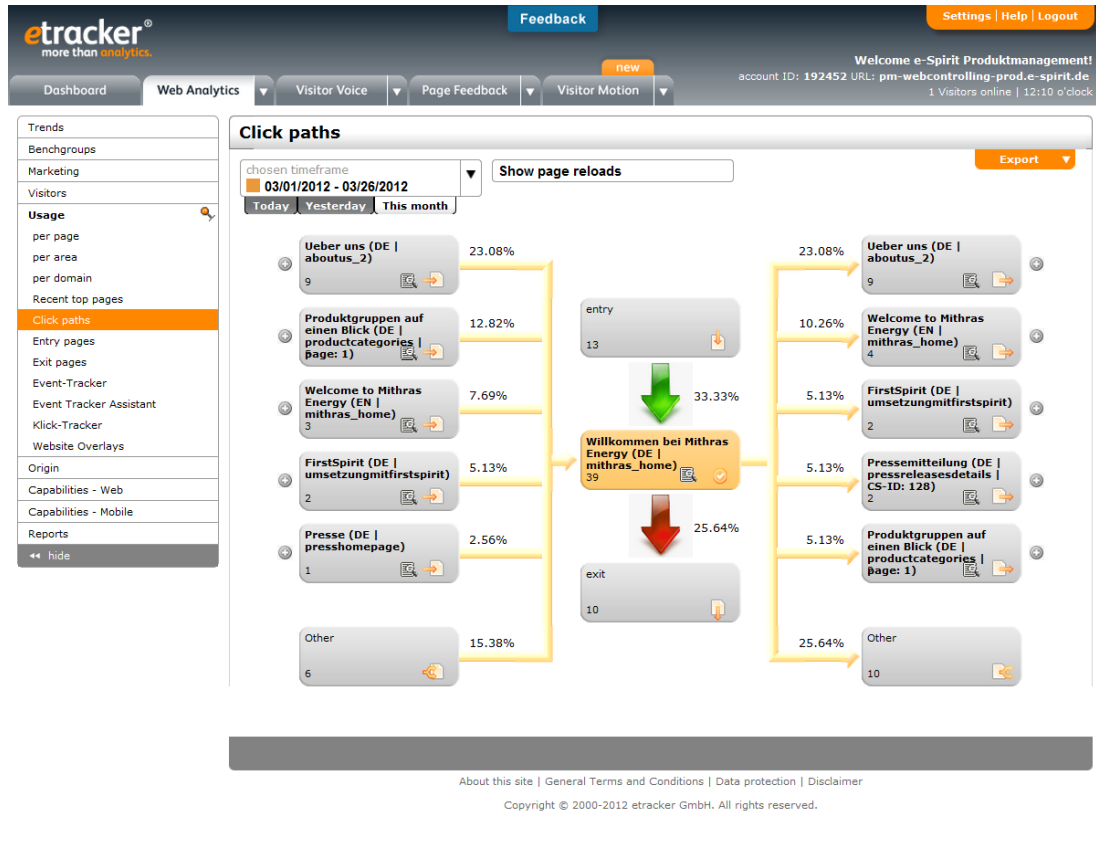 Feedback
Settings | Help | Logout
etracker®
more than analytics.
Welcome e-Spirit Produktmanagement!
account ID: 192452 URL: pm-webcontrolling-prod.e-spirit.de
1 Visitors online | 12:10 o'clock
new
Dashboard
Web Analytics
Visitor Voice
Page Feedback
Visitor Motion
Trends
Benchgroups
Marketing
Visitors
Usage
per page
per area
per domain
Recent top pages
Click paths
Entry pages
Exit pages
Event-Tracker
Event Tracker Assistant
Klick-Tracker
Website Overlays
Origin
Capabilities - Web
Capabilities - Mobile
Reports
hide
Click paths
Export
chosen timeframe
03/01/2012 - 03/26/2012
Show page reloads
Today
Yesterday
This month
Ueber uns (DE |
aboutus_2)
9
23.08%
Produktgruppen auf
einen Blick (DE |
productcategories |
page: 1)
12.82%
Welcome to Mithras
Energy (EN |
mithras_home)
3
7.69%
FirstSpirit (DE |
umsetzungmitfirstspirit)
2
5.13%
Presse (DE |
presshomepage)
1
2.56%
Other
6
15.38%
entry
13
33.33%
Willkommen bei Mithras
Energy (DE |
mithras_home)
39
25.64%
exit
10
23.08%
Ueber uns (DE |
aboutus_2)
9
10.26%
Welcome to Mithras
Energy (EN |
mithras_home)
4
5.13%
FirstSpirit (DE |
umsetzungmitfirstspirit)
2
5.13%
Pressemitteilung (DE |
pressreleasesdetails |
CS-ID: 128)
2
5.13%
Produktgruppen auf
einen Blick (DE |
productcategories |
page: 1)
25.64%
Other
10
About this site | General Terms and Conditions | Data protection | Disclaimer
Copyright © 2000-2012 etracker GmbH. All rights reserved.